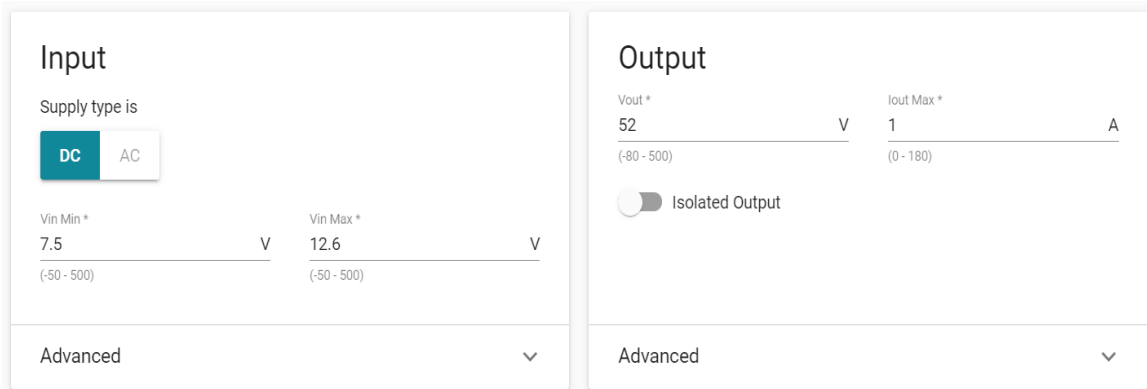 Input
Supply type is
DC AC
Vin Min * Vin Max *
7.5 V 12.6 V
(-50 - 500) (-50 - 500)
Advanced
Output
Vout * Iout Max *
52 V 1 A
(-80 - 500) (0 - 180)
Isolated Output
Advanced